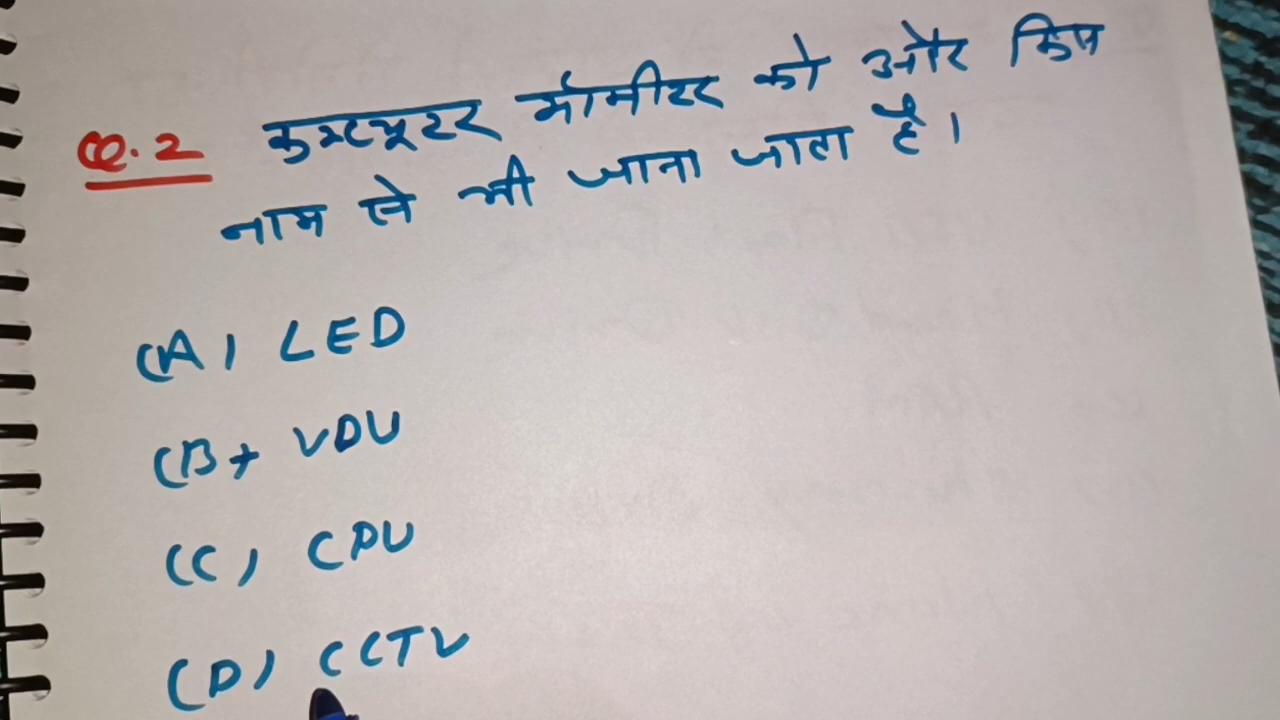 Q.2 कम्प्यूटर मॉनीटर को और किस
नाम से भी जाना जाता है।
(A) LED
(B) VDU
(C) CPU
(D) CCTV